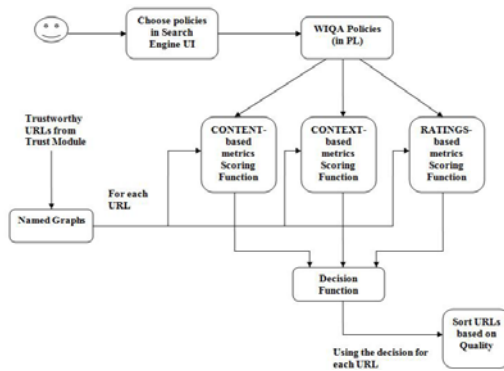 Choose policies
in Search
Engine UI
WIQA Policies
(in PL)
Trustworthy
URLs from
Trust Module
CONTENT-
based
metrics
Scoring
Function
CONTEXT-
based
metrics
Scoring
Function
RATINGS-
based
metrics
Scoring
Function
For each
URL
Named Graphs
Decision
Function
Sort URLs
based on
Quality
Using the decision for
each URL